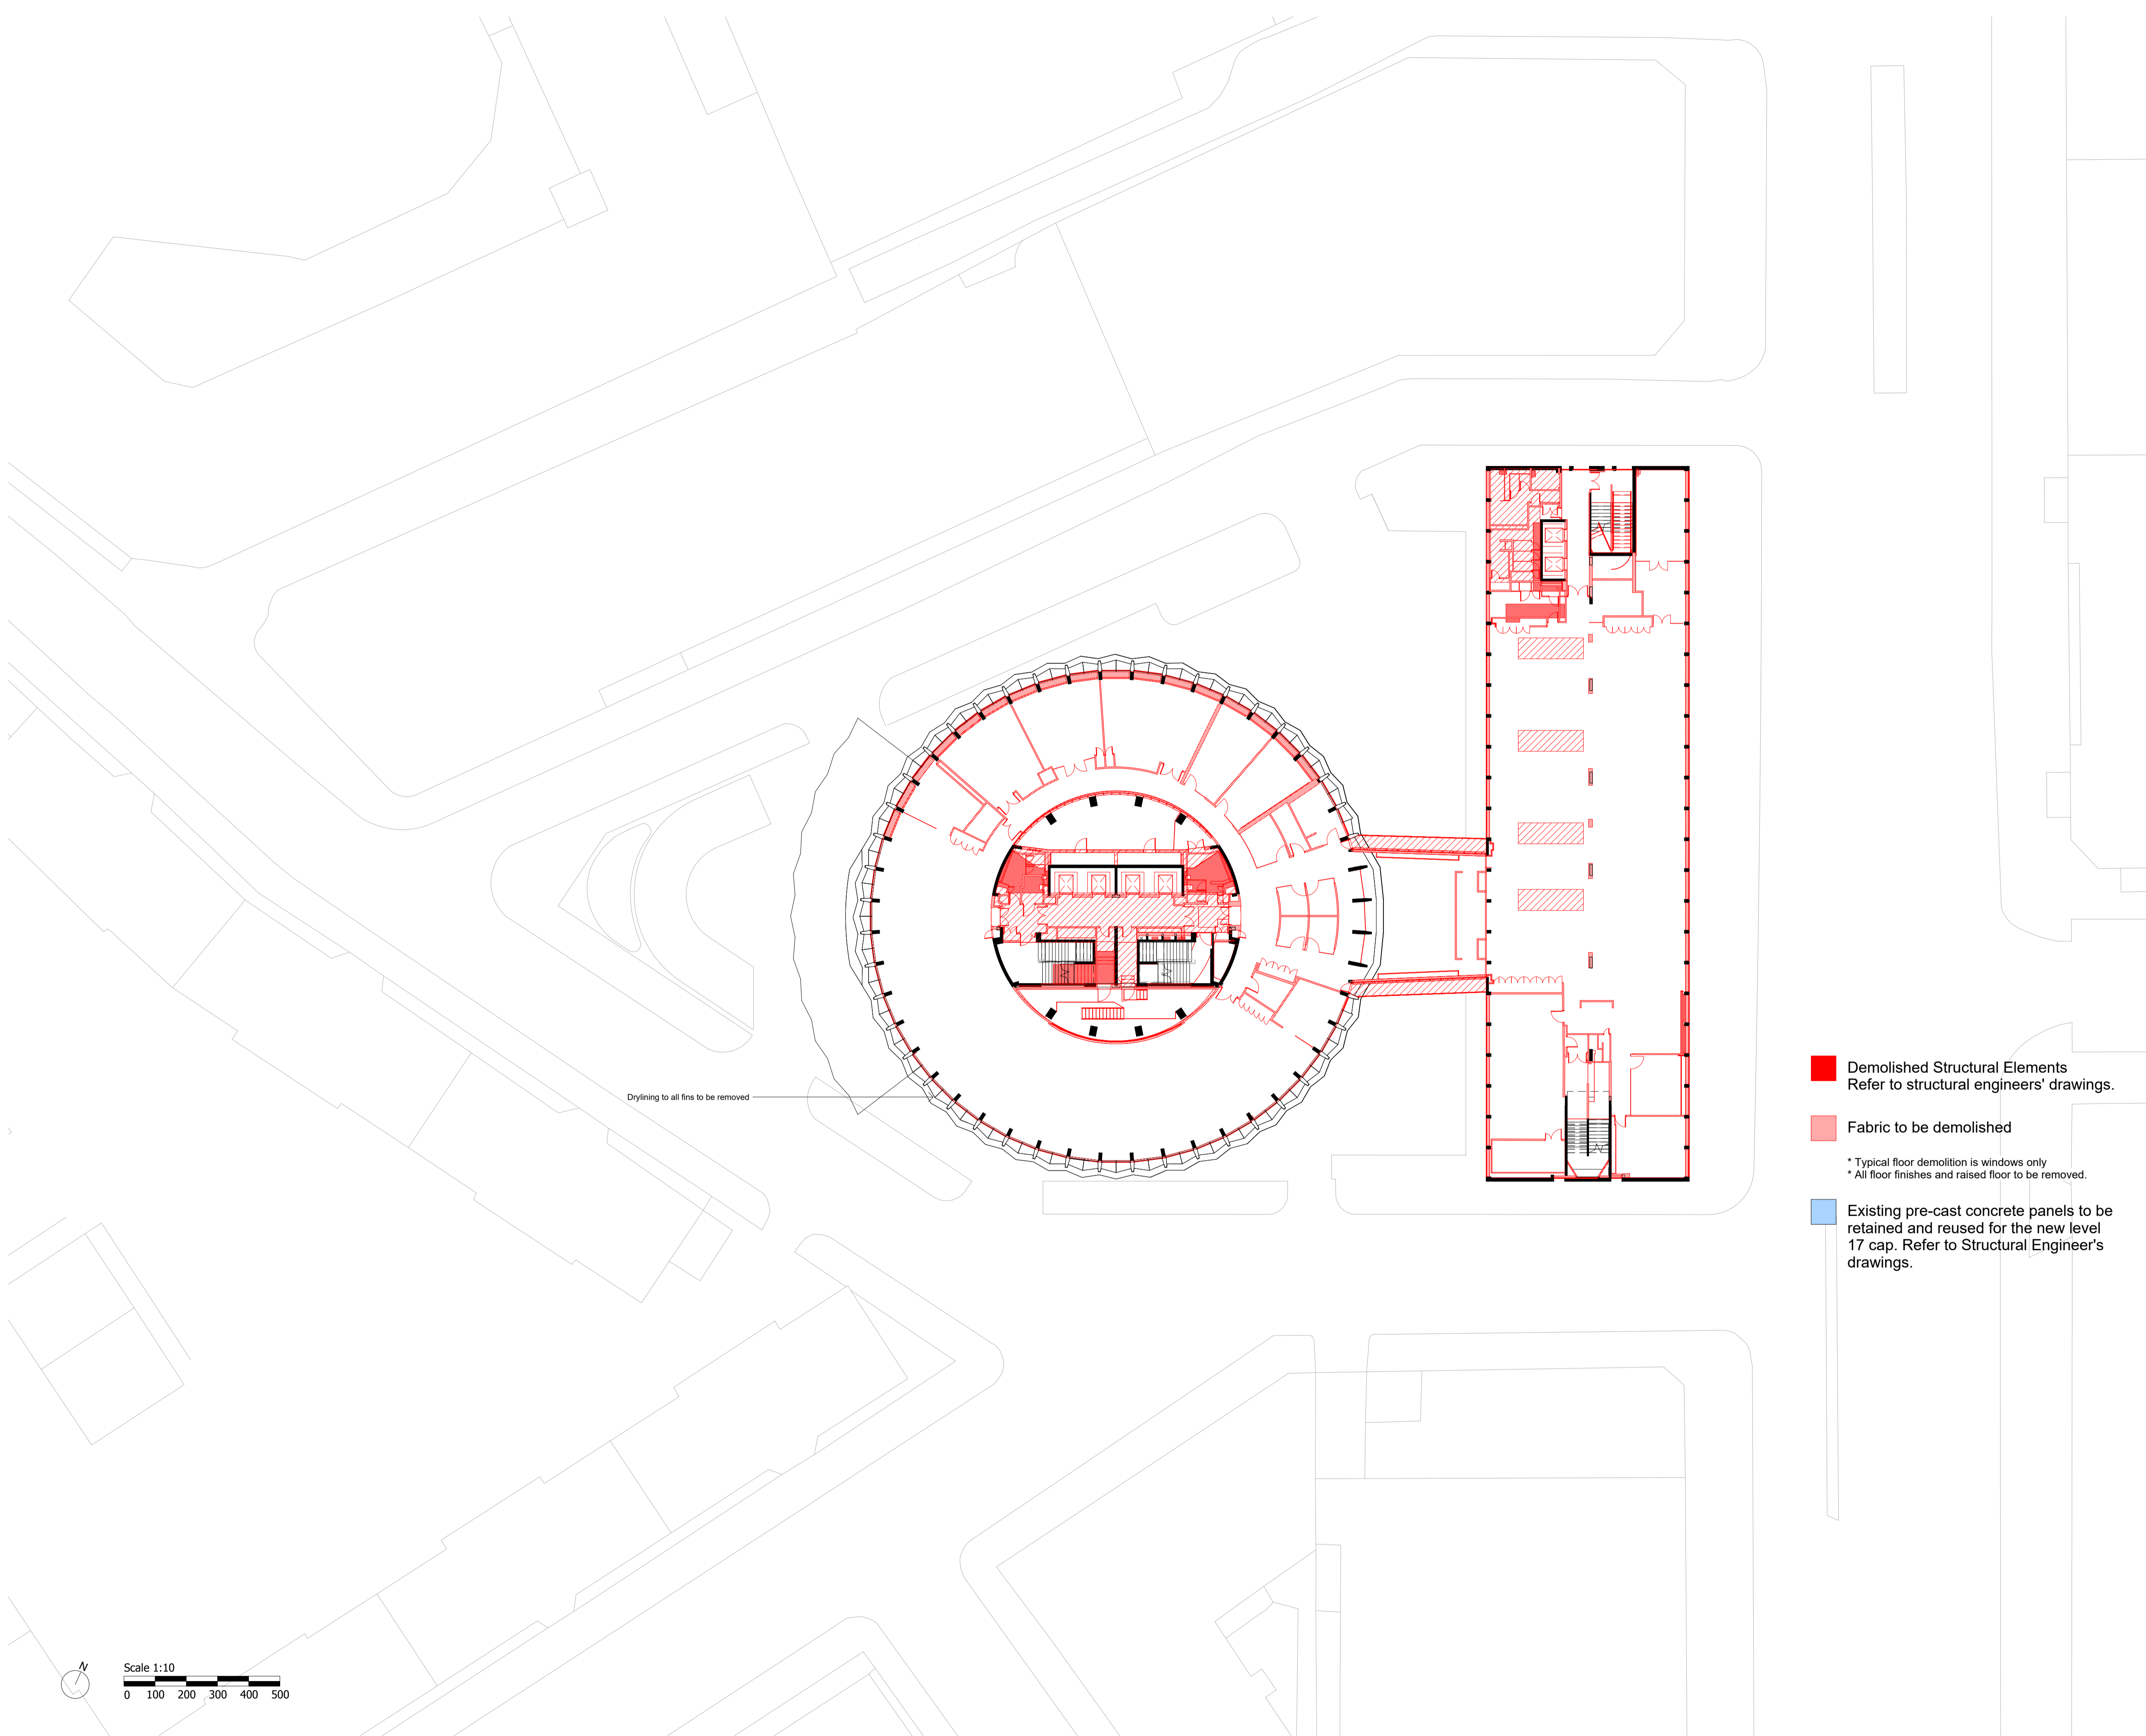 Drylining to all fins to be removed
Demolished Structural Elements
Refer to structural engineers' drawings.
Fabric to be demolished
* Typical floor demolition is windows only
* All floor finishes and raised floor to be removed.
Existing pre-cast concrete panels to be
retained and reused for the new level
17 cap. Refer to Structural Engineer's
drawings.
N
Scale 1:10
0 100 200 300 400 500